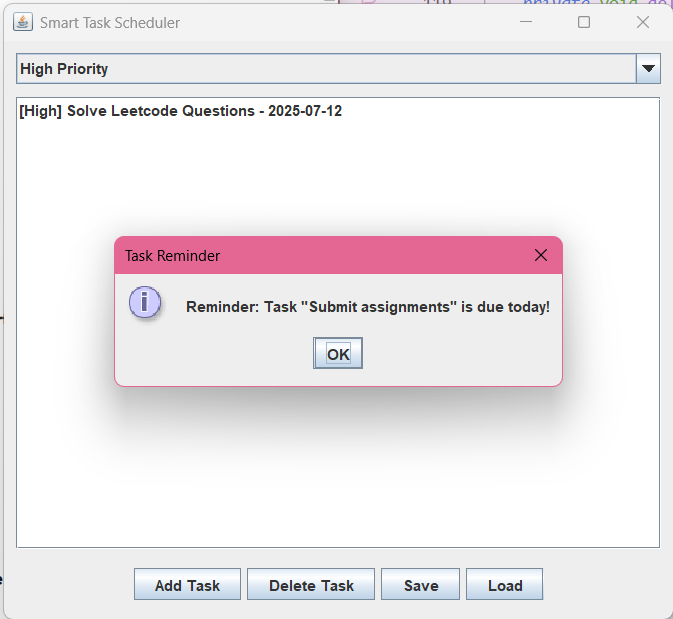 Smart Task Scheduler
High Priority
[High] Solve Leetcode Questions - 2025-07-12
Task Reminder
Reminder: Task "Submit assignments" is due today!
OK
Add Task
Delete Task
Save
Load